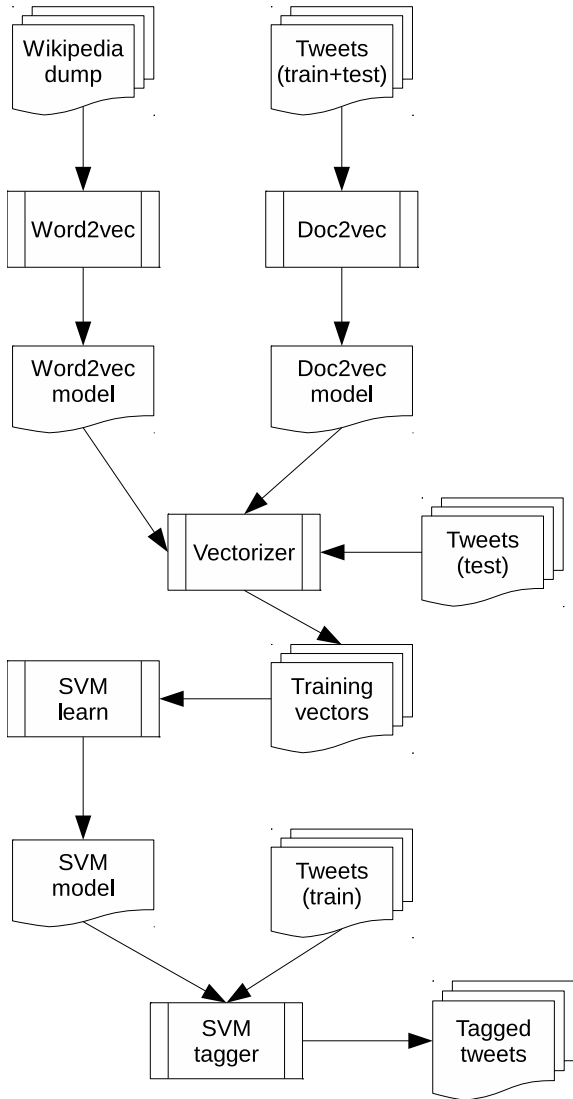 Wikipedia
dump
Tweets
(train+test)
Word2vec
Doc2vec
Word2vec
model
Doc2vec
model
Vectorizer
Tweets
(test)
SVM
learn
Training
vectors
SVM
model
Tweets
(train)
SVM
tagger
Tagged
tweets